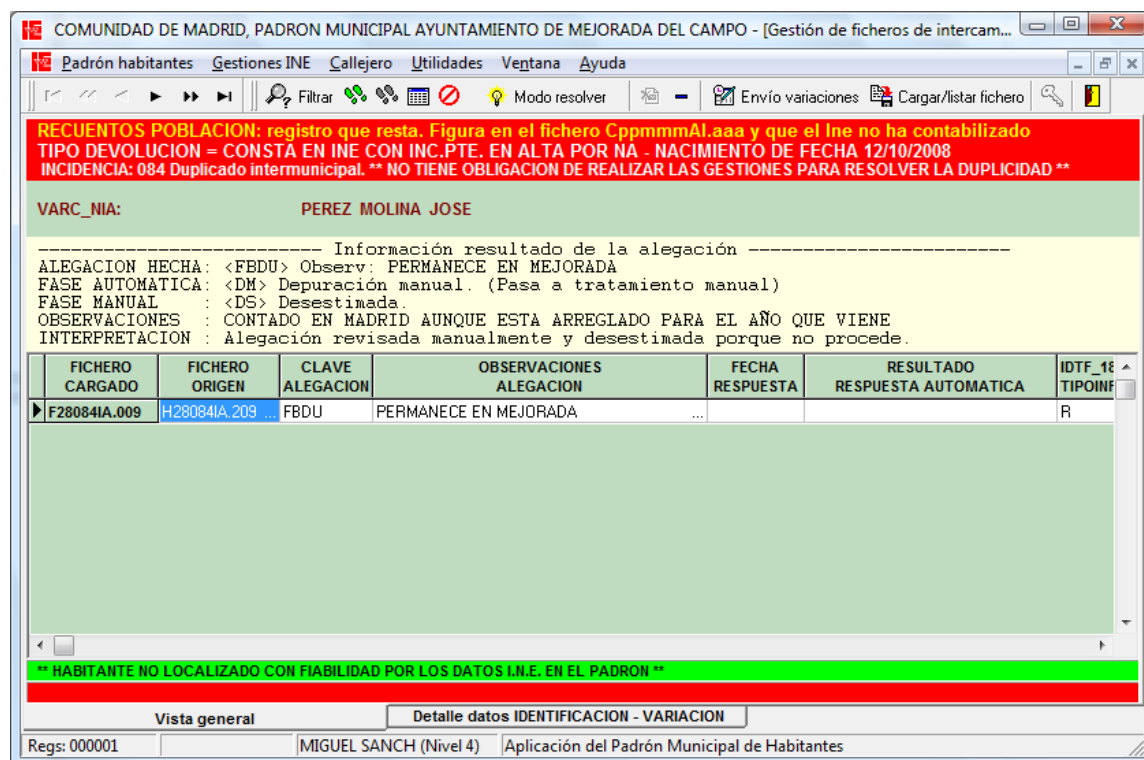 COMUNIDAD DE MADRID, PADRON MUNICIPAL AYUNTAMIENTO DE MEJORADA DEL CAMPO - [Gestión de ficheros de intercam...
Padrón habitantes Gestiones INE Callejero Utilidades Ventana Ayuda
Filtrar Modo resolver Envío variaciones Cargar/listar fichero
RECUENTOS POBLACION: registro que resta. Figura en el fichero CppmmmAI.aaa y que el Ine no ha contabilizado
TIPO DEVOLUCION = CONSTA EN INE CON INC.PTE. EN ALTA POR NA - NACIMIENTO DE FECHA 12/10/2008
INCIDENCIA: 084 Duplicado intermunicipal. ** NO TIENE OBLIGACION DE REALIZAR LAS GESTIONES PARA RESOLVER LA DUPLICIDAD **
VARC_NIA: PEREZ MOLINA JOSE
-------------------------- Información resultado de la alegación ------------------------
ALEGACION HECHA: <FBDU> Observ: PERMANECE EN MEJORADA
FASE AUTOMATICA: <DM> Depuración manual. (Pasa a tratamiento manual)
FASE MANUAL : <DS> Desestimada.
OBSERVACIONES : CONTADO EN MADRID AUNQUE ESTA ARREGLADO PARA EL AÑO QUE VIENE
INTERPRETACION : Alegación revisada manualmente y desestimada porque no procede.
FICHERO CARGADO FICHERO ORIGEN CLAVE ALEGACION OBSERVACIONES ALEGACION FECHA RESPUESTA RESULTADO RESPUESTA AUTOMATICA IDTF_18 TIPOINF
F28084IA.009 H28084IA.209 ... FBDU PERMANECE EN MEJORADA ... R
** HABITANTE NO LOCALIZADO CON FIABILIDAD POR LOS DATOS I.N.E. EN EL PADRON **
Vista general Detalle datos IDENTIFICACION - VARIACION
Regs: 000001 MIGUEL SANCH (Nivel 4) Aplicación del Padrón Municipal de Habitantes